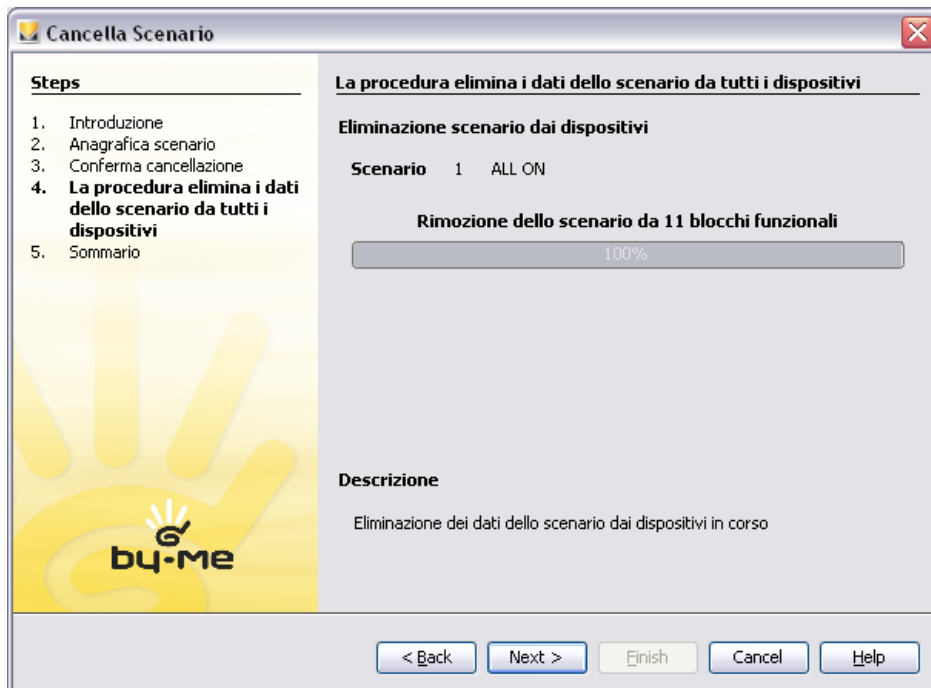 Cancella Scenario
Steps
1. Introduzione
2. Anagrafica scenario
3. Conferma cancellazione
4. La procedura elimina i dati
dello scenario da tutti i
dispositivi
5. Sommario
by-me
La procedura elimina i dati dello scenario da tutti i dispositivi
Eliminazione scenario dai dispositivi
Scenario 1 ALL ON
Rimozione dello scenario da 11 blocchi funzionali
100%
Descrizione
Eliminazione dei dati dello scenario dai dispositivi in corso
< Back Next > Finish Cancel Help